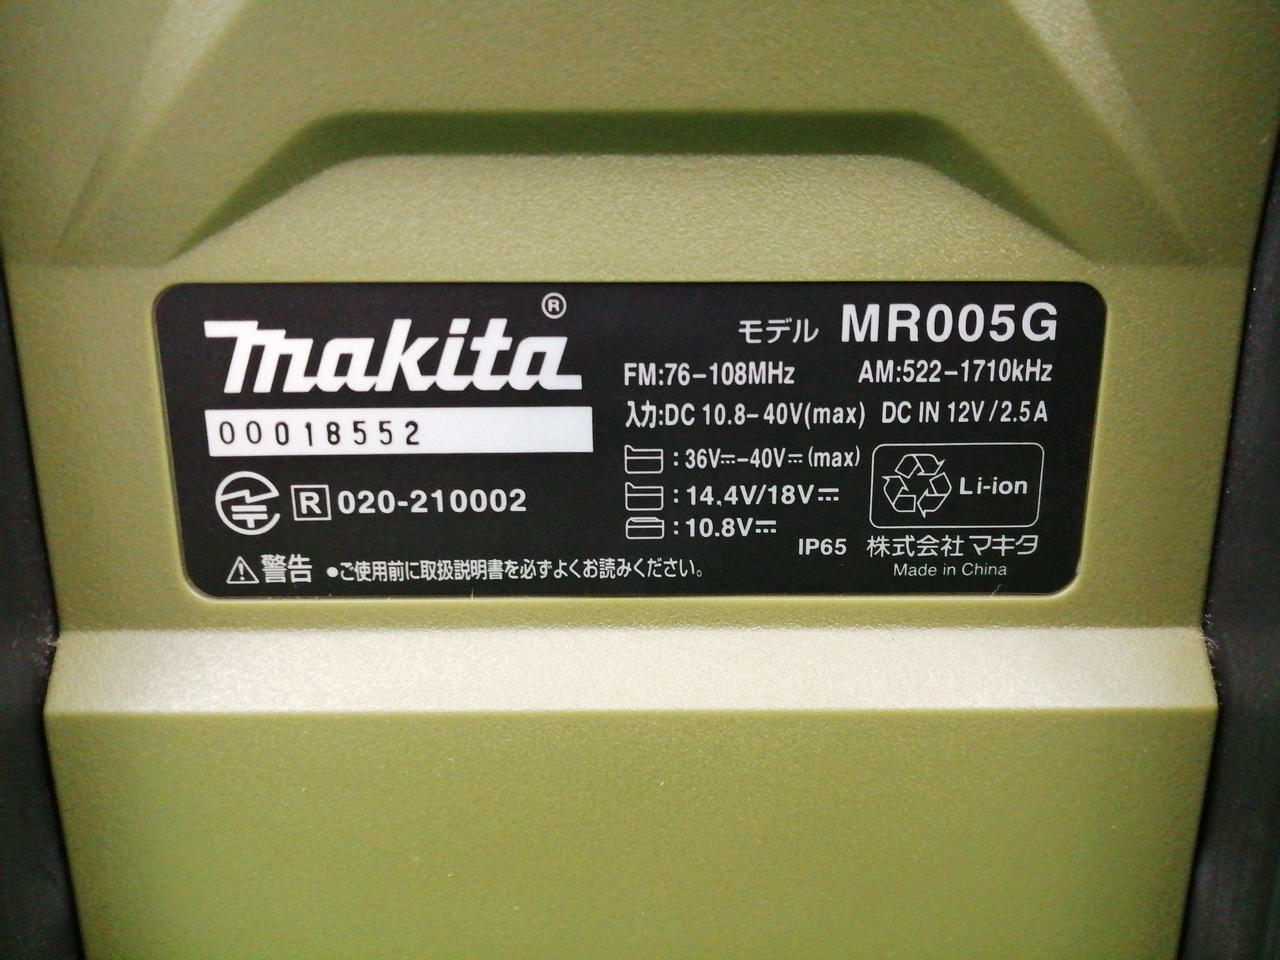 makita®
00018552
R 020-210002
モデル MR005G
FM:76-108MHz AM:522-1710kHz
入力:DC 10.8-40V(max) DC IN 12V/2.5A
:36V⎓-40V⎓(max)
:14.4V/18V⎓
:10.8V⎓
Li-ion
IP65 株式会社マキタ
Made in China
⚠警告 ●ご使用前に取扱説明書を必ずよくお読みください。